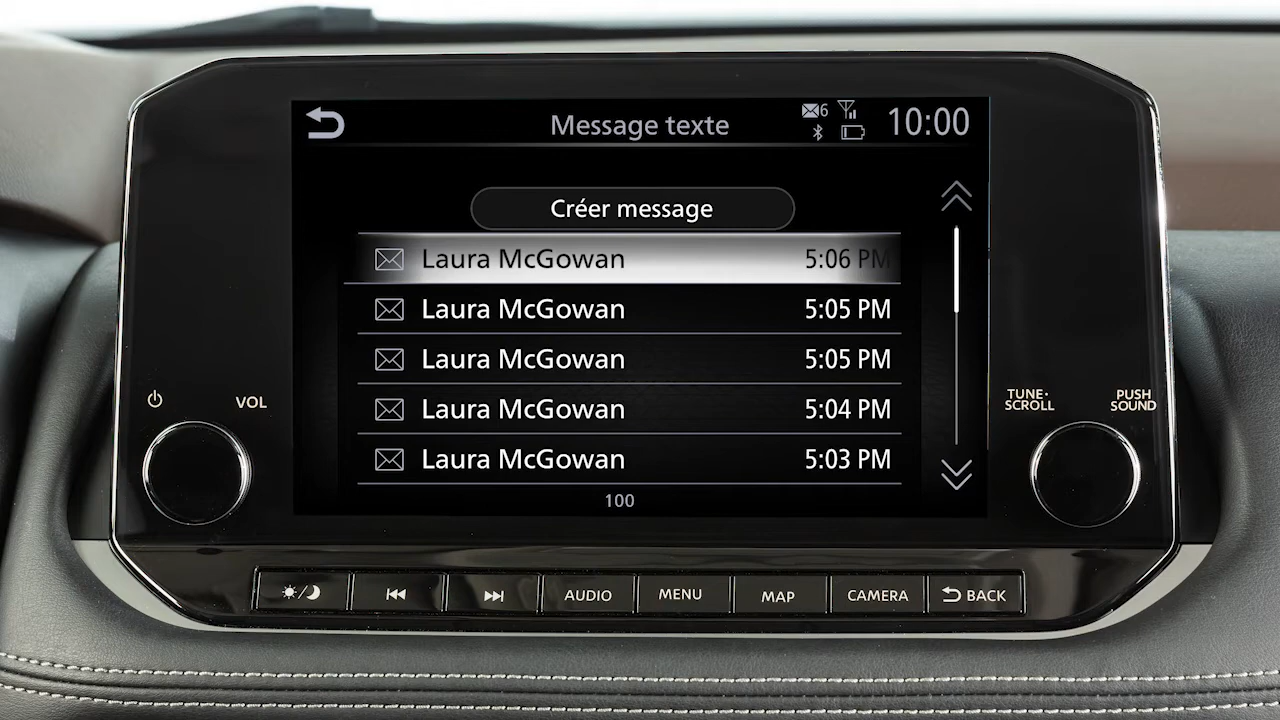 Message texte
6
10:00
Créer message
Laura McGowan 5:06 PM
Laura McGowan 5:05 PM
Laura McGowan 5:05 PM
Laura McGowan 5:04 PM
Laura McGowan 5:03 PM
100
VOL
TUNE·
SCROLL
PUSH
SOUND
AUDIO MENU MAP CAMERA BACK